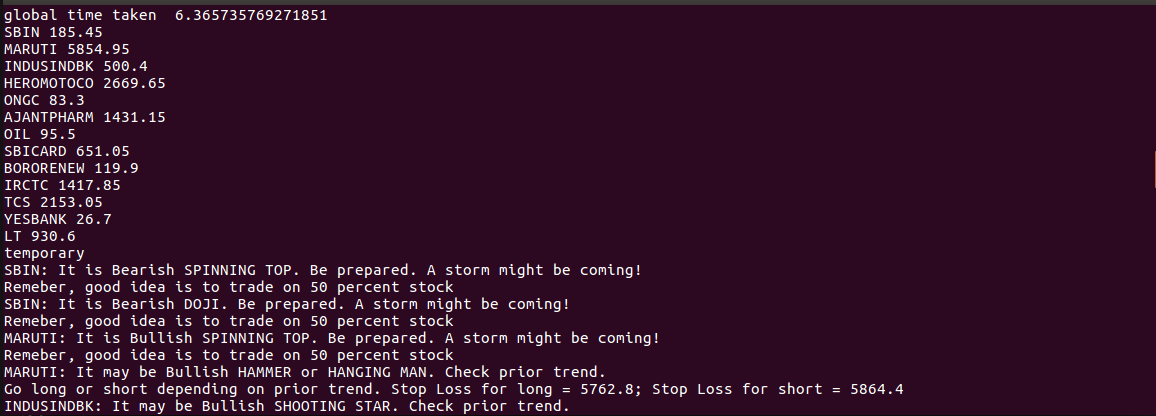 global time taken  6.365735769271851
SBIN 185.45
MARUTI 5854.95
INDUSINDBK 500.4
HEROMOTOCO 2669.65
ONGC 83.3
AJANTPHARM 1431.15
OIL 95.5
SBICARD 651.05
BORORENEW 119.9
IRCTC 1417.85
TCS 2153.05
YESBANK 26.7
LT 930.6
temporary
SBIN: It is Bearish SPINNING TOP. Be prepared. A storm might be coming!
Remeber, good idea is to trade on 50 percent stock
SBIN: It is Bearish DOJI. Be prepared. A storm might be coming!
Remeber, good idea is to trade on 50 percent stock
MARUTI: It is Bullish SPINNING TOP. Be prepared. A storm might be coming!
Remeber, good idea is to trade on 50 percent stock
MARUTI: It may be Bullish HAMMER or HANGING MAN. Check prior trend.
Go long or short depending on prior trend. Stop Loss for long = 5762.8; Stop Loss for short = 5864.4
INDUSINDBK: It may be Bullish SHOOTING STAR. Check prior trend.